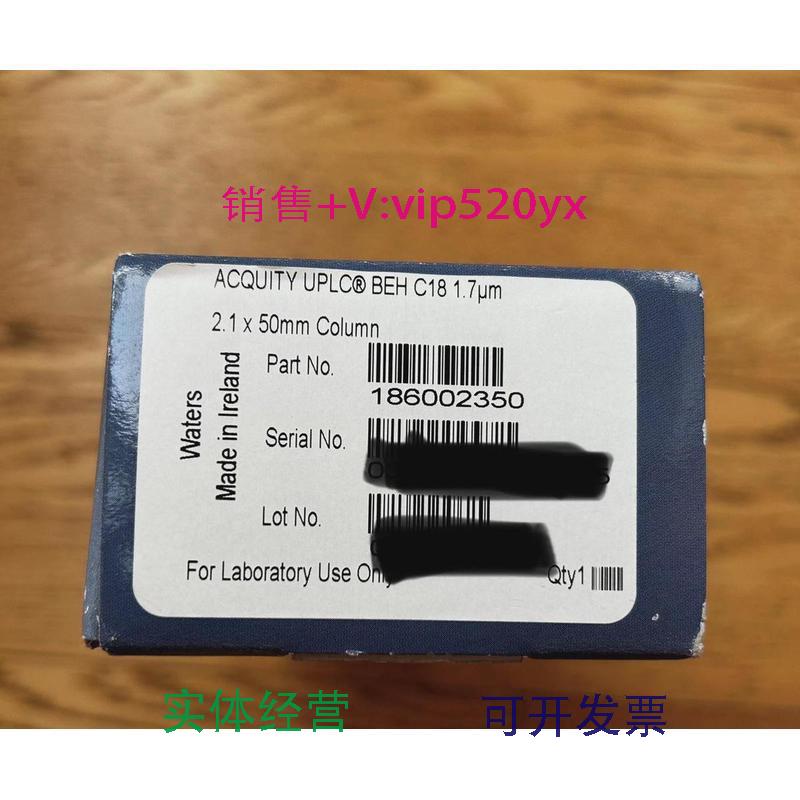 销售+V:vip520yx
ACQUITY UPLC® BEH C18 1.7µm
2.1 x 50mm Column
Waters
Made in Ireland
Part No.
186002350
Serial No.
Lot No.
For Laboratory Use Only
Qty1
实体经营
可开发票